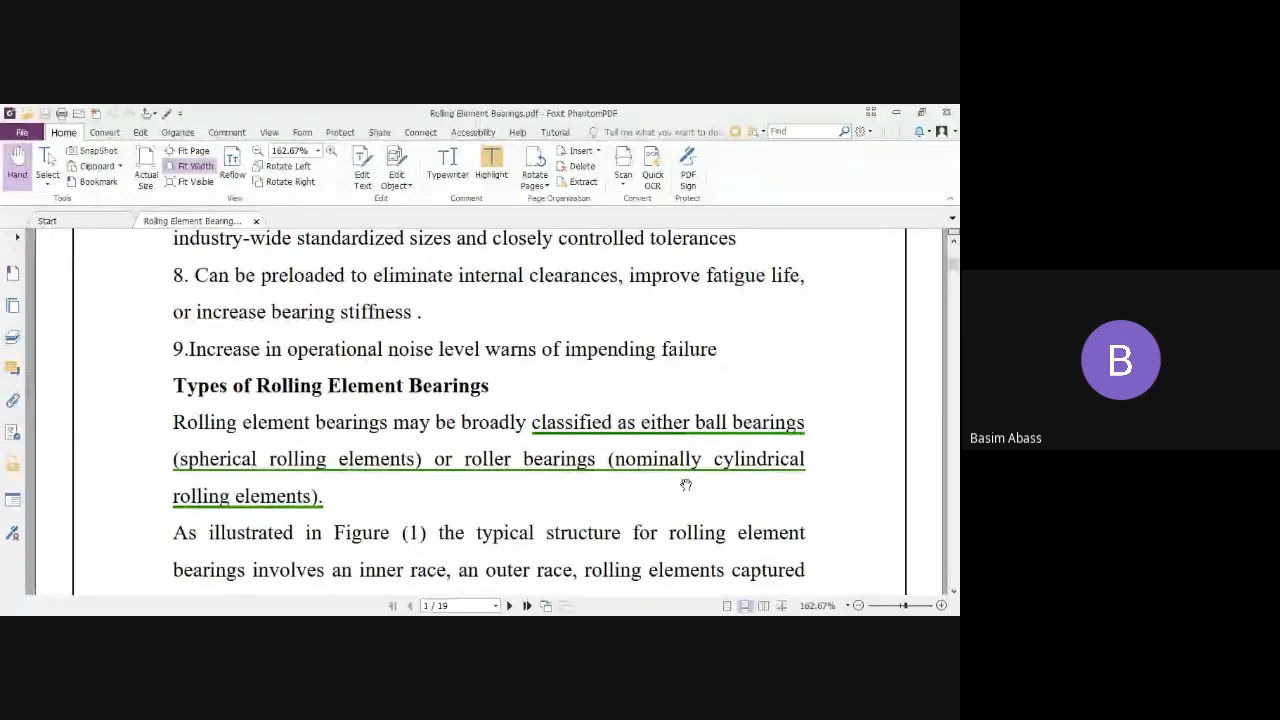 Rolling Element Bearings.pdf - Foxit PhantomPDF
File Home Convert Edit Organize Comment View Form Protect Share Connect Accessibility Help Tutorial Tell me what you want to do.. Find
Hand
Select
SnapShot
Clipboard
Bookmark
Tools
Actual Size
Fit Page
Fit Width
Fit Visible
Reflow
162.67%
Rotate Left
Rotate Right
View
Edit Text
Edit Object
Edit
Typewriter
Highlight
Comment
Rotate Pages
Insert
Delete
Extract
Page Organization
Scan
Quick OCR
Convert
PDF Sign
Protect
Start
Rolling Element Bearing...
industry-wide standardized sizes and closely controlled tolerances
8. Can be preloaded to eliminate internal clearances, improve fatigue life,
or increase bearing stiffness .
9.Increase in operational noise level warns of impending failure
Types of Rolling Element Bearings
Rolling element bearings may be broadly classified as either ball bearings
(spherical rolling elements) or roller bearings (nominally cylindrical
rolling elements).
As illustrated in Figure (1) the typical structure for rolling element
bearings involves an inner race, an outer race, rolling elements captured
1 / 19
162.67%
B
Basim Abass